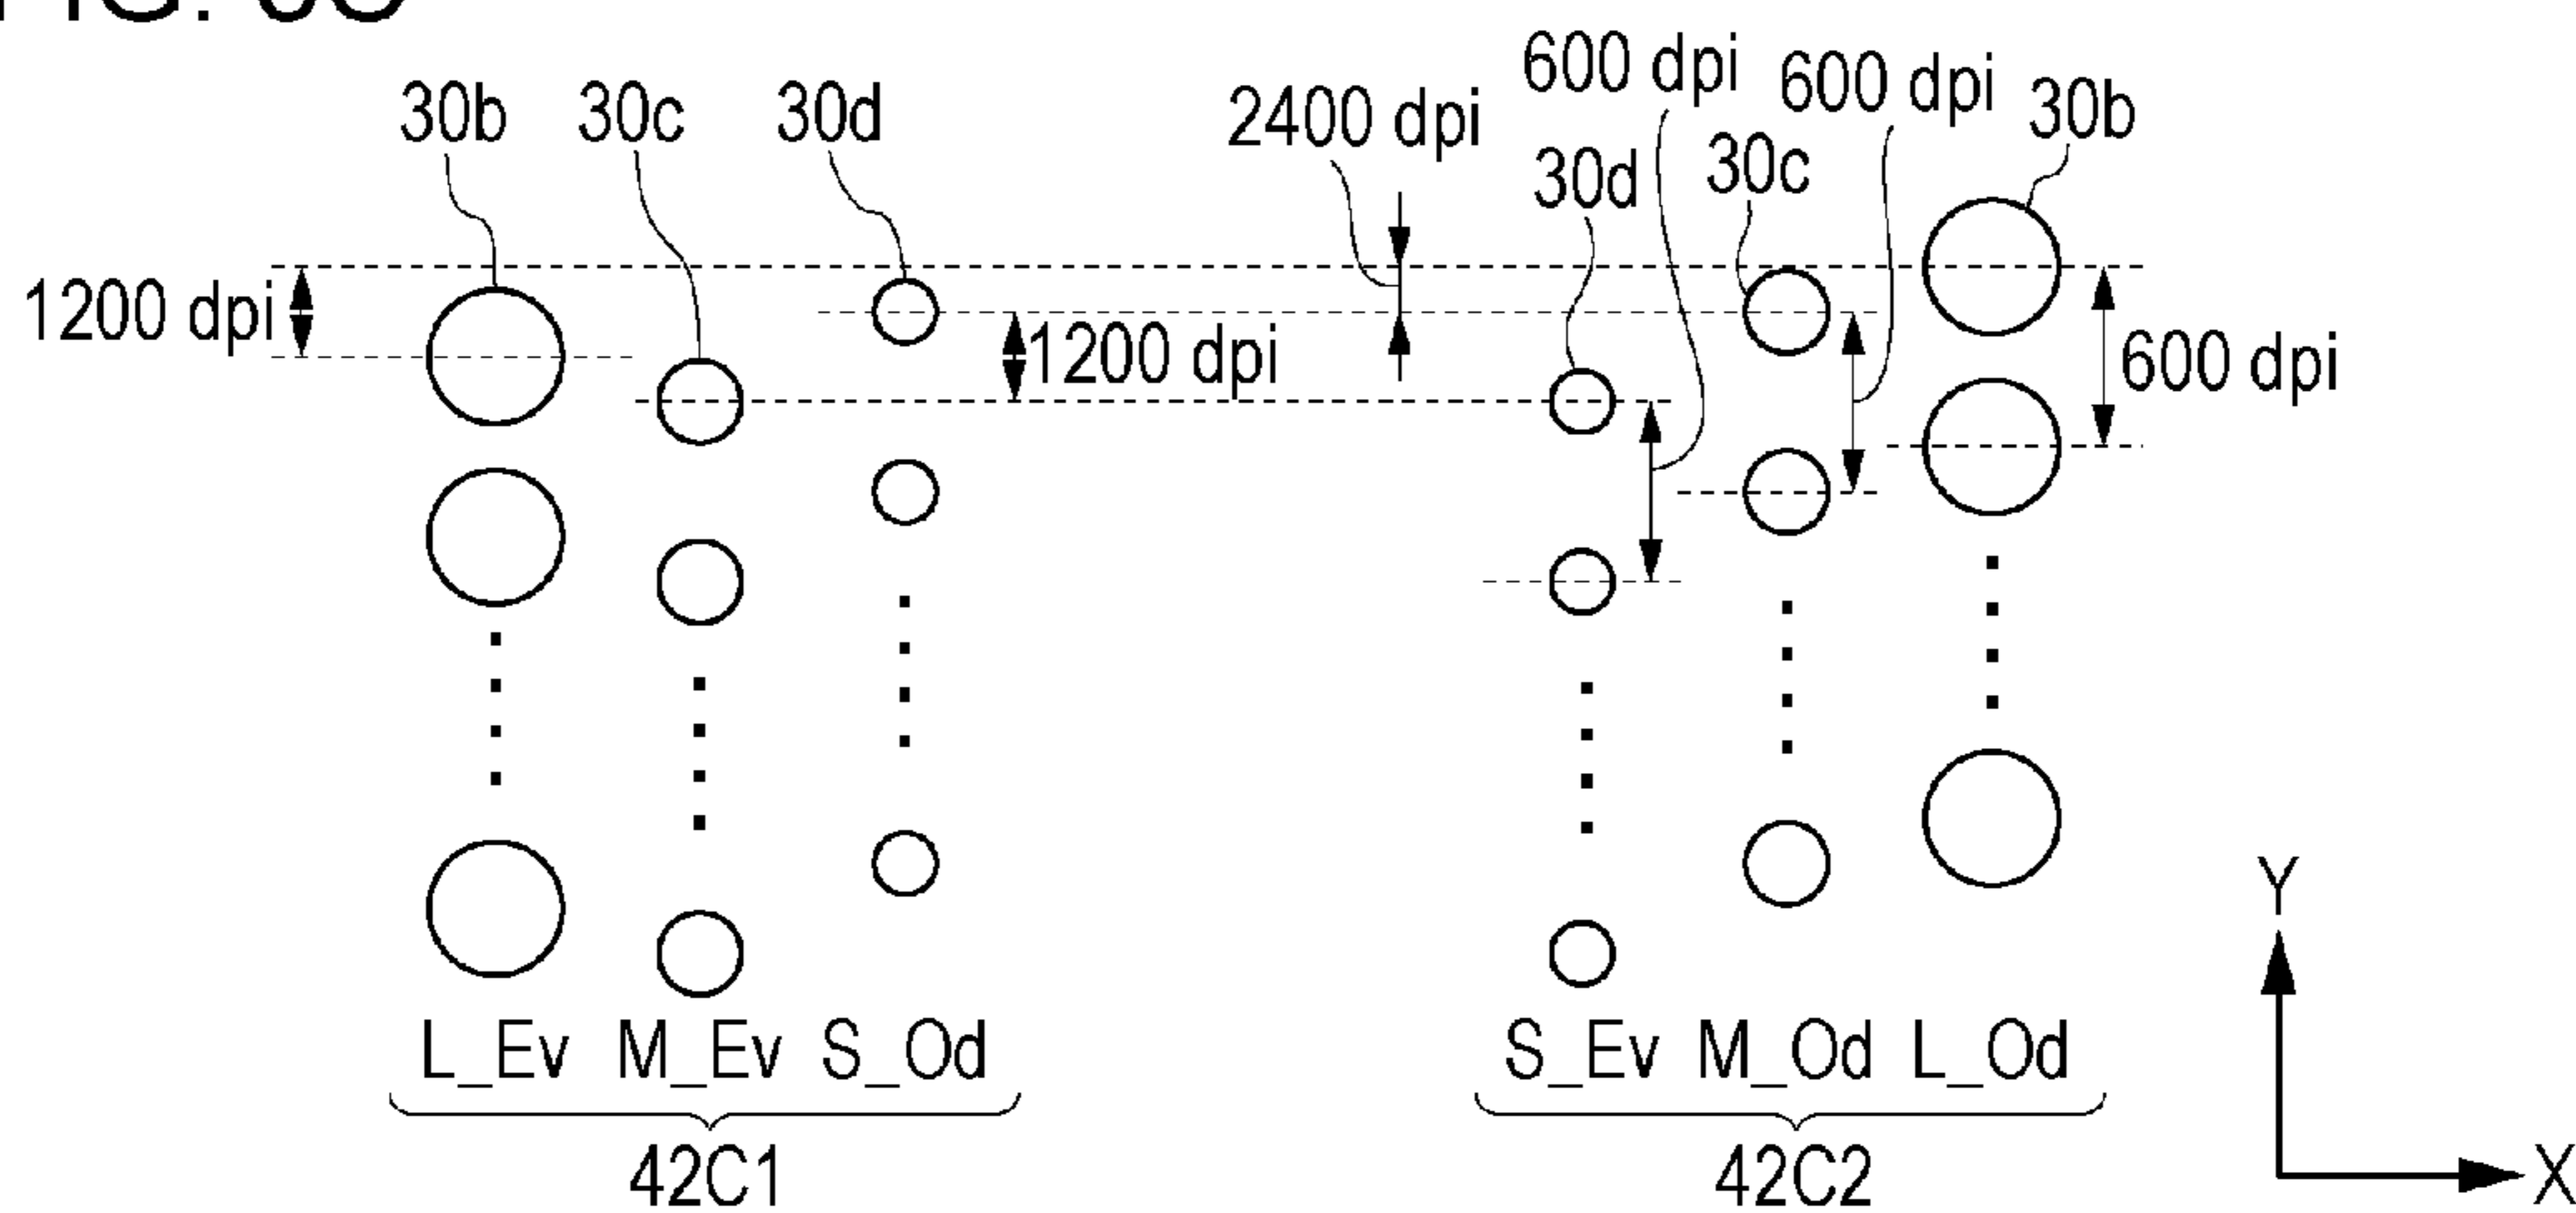 30b 30c 30d 2400 dpi 600 dpi 600 dpi 30b
30d 30c
1200 dpi 1200 dpi 600 dpi
L_Ev M_Ev S_Od S_Ev M_Od L_Od
42C1 42C2
Y
X